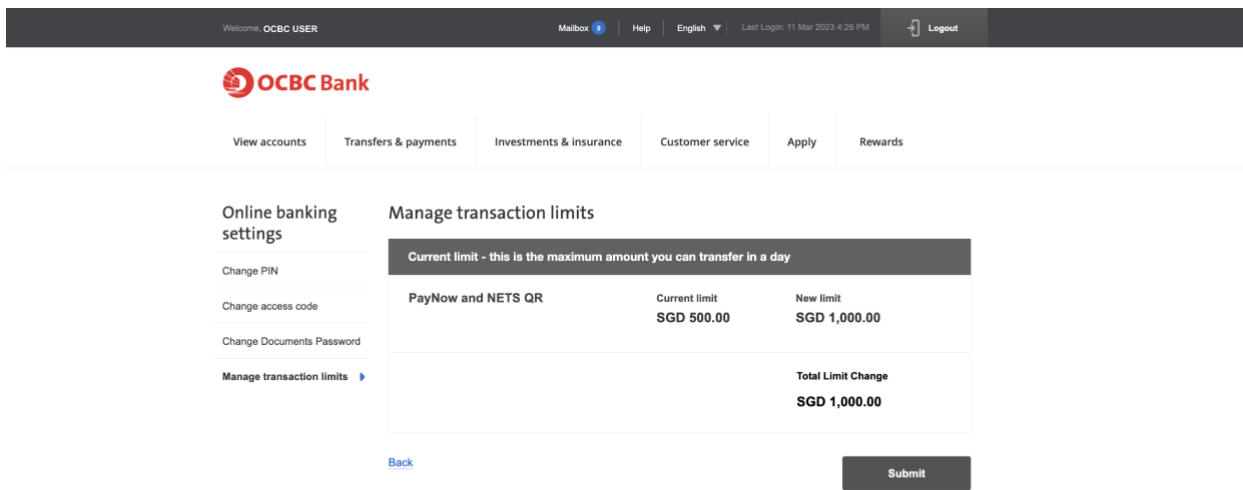 Welcome, OCBC USER
Mailbox 0
Help
English
Last Login: 11 Mar 2023 4:26 PM
Logout
OCBC Bank
View accounts
Transfers & payments
Investments & insurance
Customer service
Apply
Rewards
Online banking
settings
Change PIN
Change access code
Change Documents Password
Manage transaction limits
Manage transaction limits
Current limit - this is the maximum amount you can transfer in a day
PayNow and NETS QR
Current limit
SGD 500.00
New limit
SGD 1,000.00
Total Limit Change
SGD 1,000.00
Back
Submit